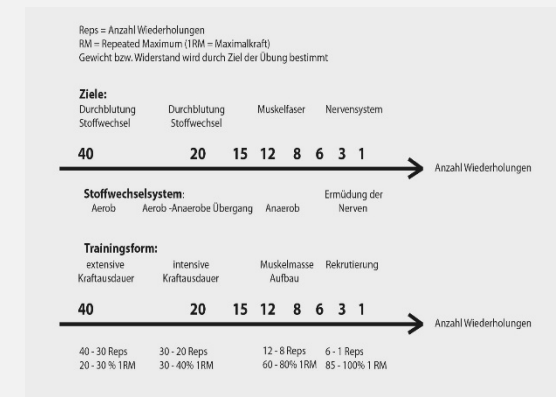 Reps = Anzahl Wiederholungen
RM = Repeated Maximum (1RM = Maximalkraft)
Gewicht bzw. Widerstand wird durch Ziel der Übung bestimmt
Ziele:
Durchblutung Durchblutung Muskelfaser Nervensystem
Stoffwechsel Stoffwechsel
40 20 15 12 8 6 3 1
Anzahl Wiederholungen
Stoffwechselsystem: Ermüdung der
Aerob Aerob -Anaerobe Übergang Anaerob Nerven
Trainingsform:
extensive intensive Muskelmasse Rekrutierung
Kraftausdauer Kraftausdauer Aufbau
40 20 15 12 8 6 3 1
Anzahl Wiederholungen
40 - 30 Reps 30 - 20 Reps 12 - 8 Reps 6 - 1 Reps
20 - 30 % 1RM 30 - 40% 1RM 60 - 80% 1RM 85 - 100% 1 RM